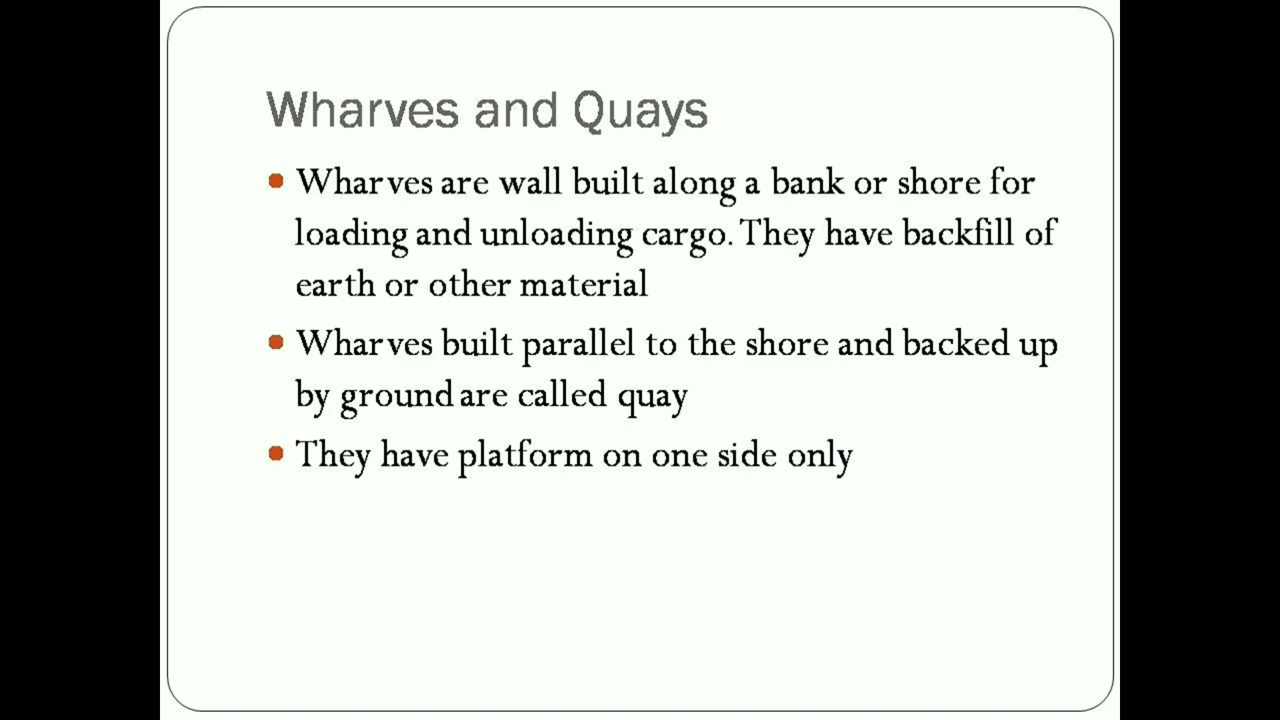 Wharves and Quays
Wharves are wall built along a bank or shore for
loading and unloading cargo. They have backfill of
earth or other material
Wharves built parallel to the shore and backed up
by ground are called quay
They have platform on one side only